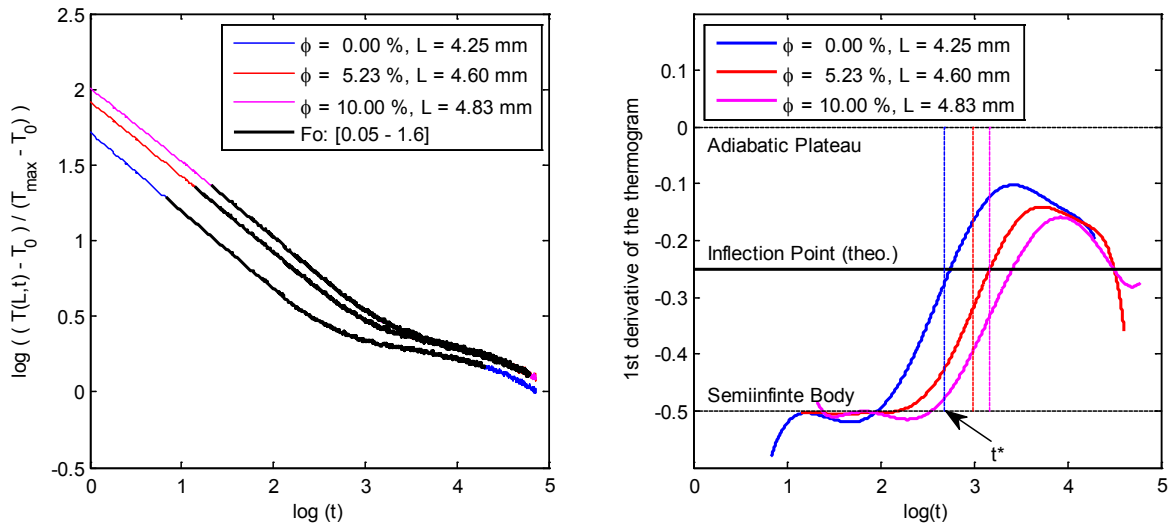 2.5
2
1.5
1
0.5
0
-0.5
0 1 2 3 4 5
log (t)
log ( ( T(L,t) - T0 ) / (Tmax - T0) )
ϕ = 0.00 %, L = 4.25 mm
ϕ = 5.23 %, L = 4.60 mm
ϕ = 10.00 %, L = 4.83 mm
Fo: [0.05 - 1.6]
0.1
0
-0.1
-0.2
-0.3
-0.4
-0.5
0 1 2 3 4 5
log(t)
1st derivative of the thermogram
ϕ = 0.00 %, L = 4.25 mm
ϕ = 5.23 %, L = 4.60 mm
ϕ = 10.00 %, L = 4.83 mm
Adiabatic Plateau
Inflection Point (theo.)
Semiinfinte Body
t*